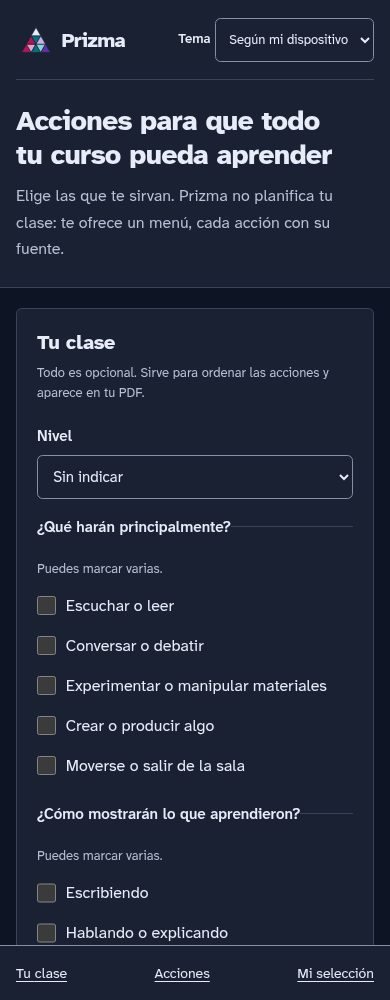 Prizma
Tema
Según mi dispositivo
Acciones para que todo
tu curso pueda aprender
Elige las que te sirvan. Prizma no planifica tu
clase: te ofrece un menú, cada acción con su
fuente.
Tu clase
Todo es opcional. Sirve para ordenar las acciones y
aparece en tu PDF.
Nivel
Sin indicar
¿Qué harán principalmente?
Puedes marcar varias.
Escuchar o leer
Conversar o debatir
Experimentar o manipular materiales
Crear o producir algo
Moverse o salir de la sala
¿Cómo mostrarán lo que aprendieron?
Puedes marcar varias.
Escribiendo
Hablando o explicando
Tu clase
Acciones
Mi selección